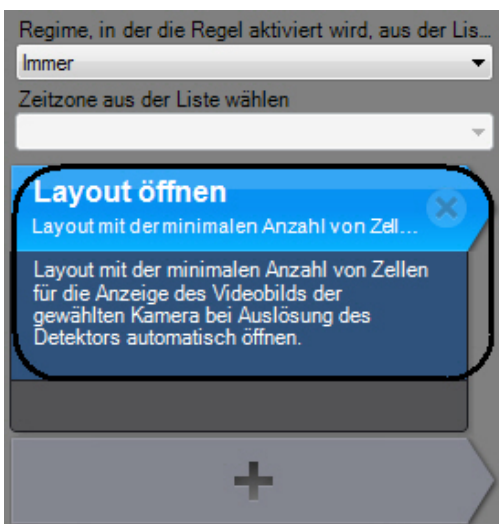 Regime, in der die Regel aktiviert wird, aus der Lis...
Immer
Zeitzone aus der Liste wählen
Layout öffnen
Layout mit der minimalen Anzahl von Zell...
Layout mit der minimalen Anzahl von Zellen
für die Anzeige des Videobilds der
gewählten Kamera bei Auslösung des
Detektors automatisch öffnen.